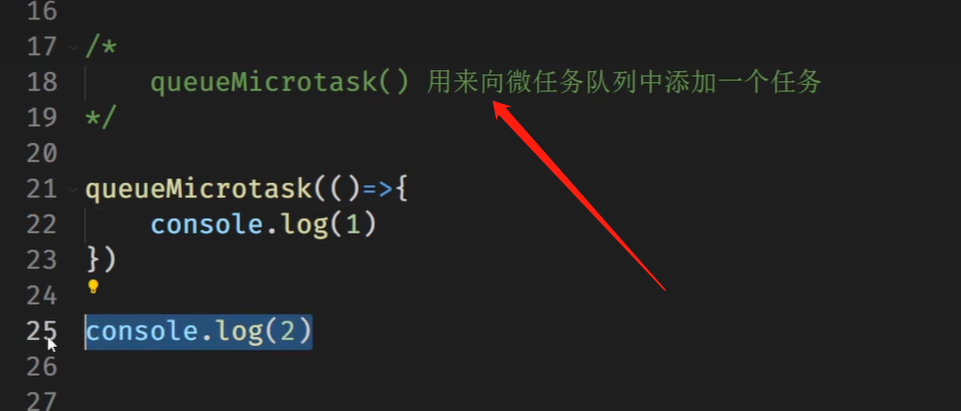 16
17 /*
18 queueMicrotask() 用来向微任务队列中添加一个任务
19 */
20
21 queueMicrotask(()=>{
22 console.log(1)
23 })
24
25 console.log(2)
26
27